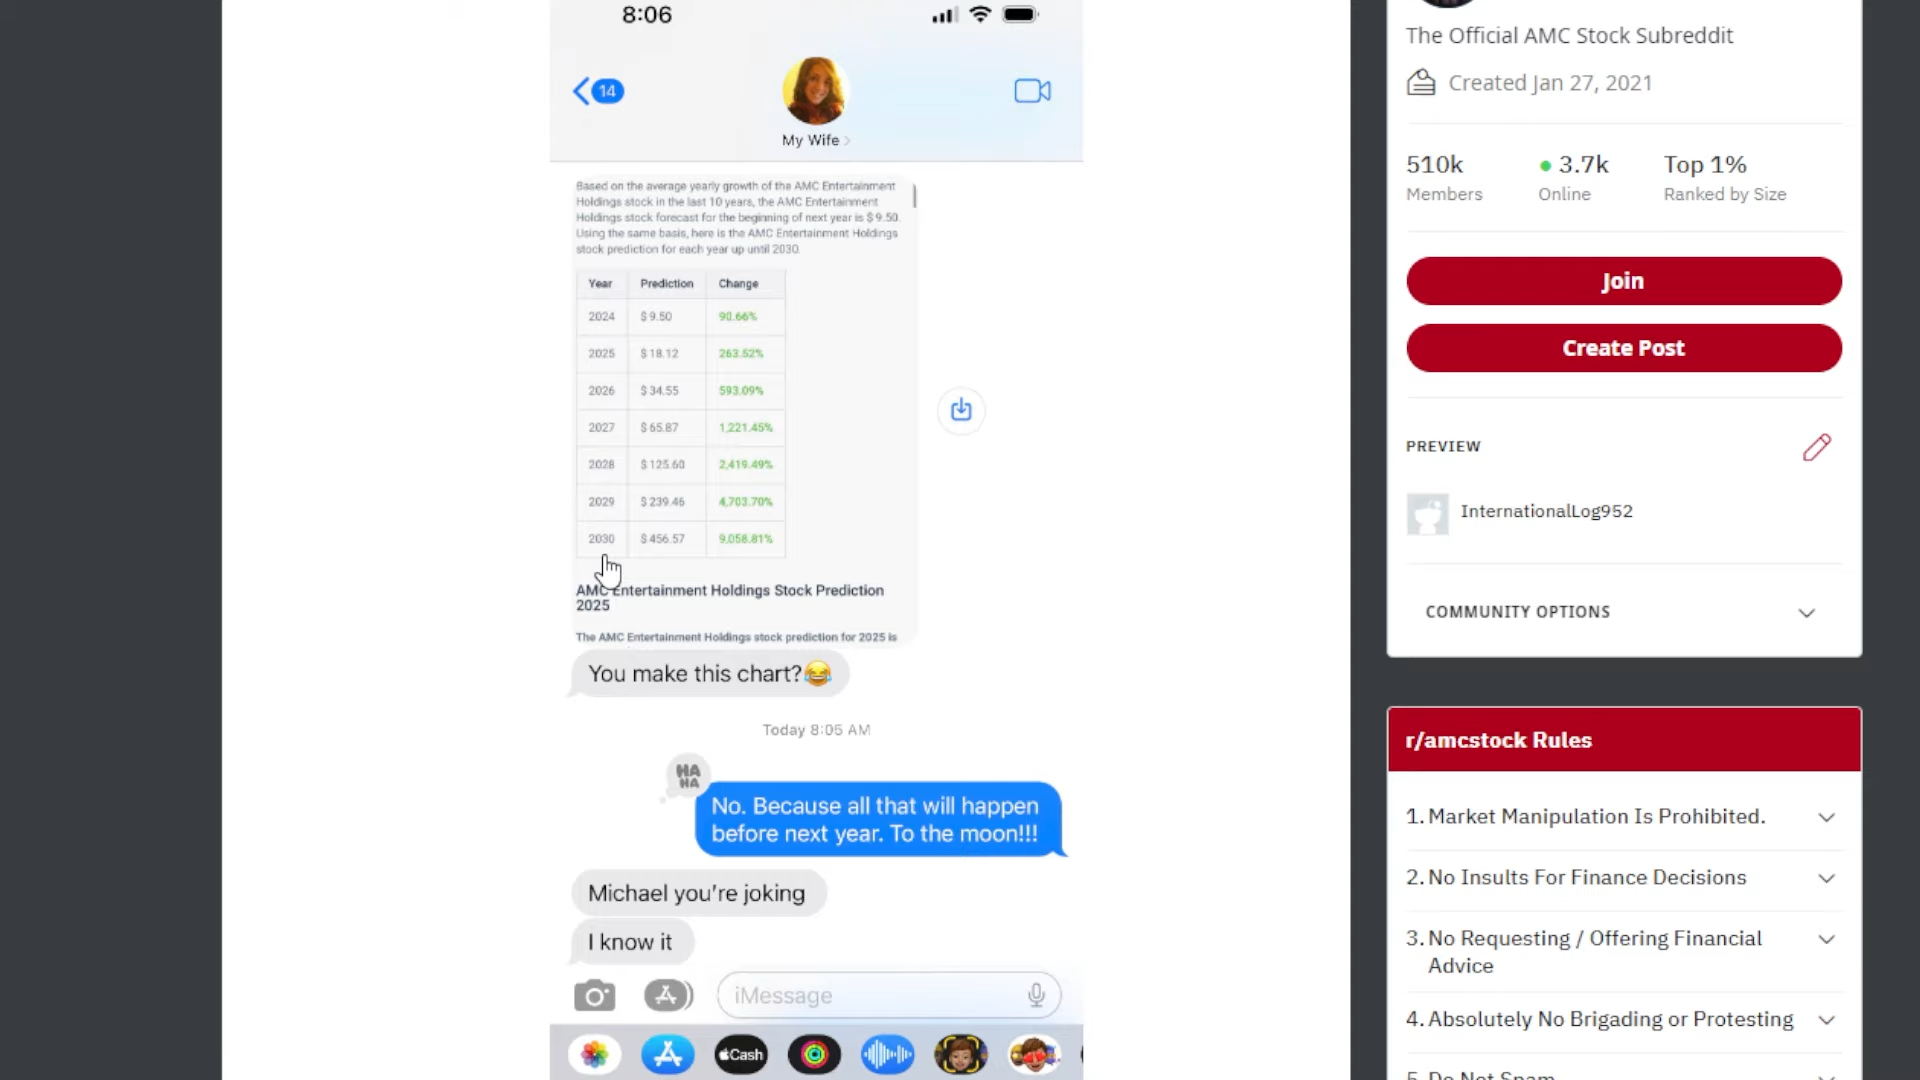 8:06
14
My Wife
Based on the average yearly growth of the AMC Entertainment
Holdings stock in the last 10 years, the AMC Entertainment
Holdings stock forecast for the beginning of next year is $ 9.50.
Using the same basis, here is the AMC Entertainment Holdings
stock prediction for each year up until 2030.
Year Prediction Change
2024 $ 9.50 90.66%
2025 $ 18.12 263.52%
2026 $ 34.55 593.09%
2027 $ 65.87 1,221.45%
2028 $ 125.60 2,419.49%
2029 $ 239.46 4,703.70%
2030 $ 456.57 9,058.81%
AMC Entertainment Holdings Stock Prediction
2025
The AMC Entertainment Holdings stock prediction for 2025 is
You make this chart?😂
Today 8:05 AM
HA
HA
No. Because all that will happen
before next year. To the moon!!!
Michael you're joking
I know it
iMessage
Cash
The Official AMC Stock Subreddit
Created Jan 27, 2021
510k 3.7k Top 1%
Members Online Ranked by Size
Join
Create Post
PREVIEW
InternationalLog952
COMMUNITY OPTIONS
r/amcstock Rules
1. Market Manipulation Is Prohibited.
2. No Insults For Finance Decisions
3. No Requesting / Offering Financial
Advice
4. Absolutely No Brigading or Protesting
5. Do Not Spam